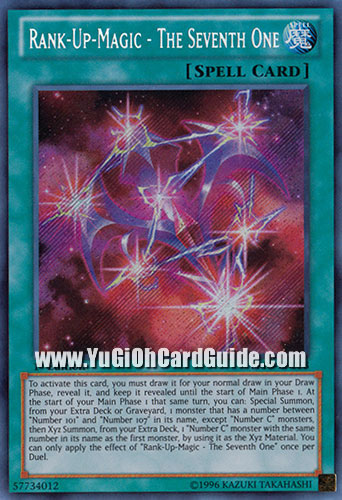 Rank-Up-Magic - The Seventh One
[Spell Card]
www.YuGiOhCardGuide.com
To activate this card, you must draw it for your normal draw in your Draw
Phase, reveal it, and keep it revealed until the start of Main Phase 1. At
the start of your Main Phase 1 that same turn, you can: Special Summon,
from your Extra Deck or Graveyard, 1 monster that has a number between
"Number 101" and "Number 107" in its name, except "Number C" monsters,
then Xyz Summon, from your Extra Deck, 1 "Number C" monster with the same
number in its name as the first monster, by using it as the Xyz Material. You
can only apply the effect of "Rank-Up-Magic - The Seventh One" once per
Duel.
57734012
©1996 KAZUKI TAKAHASHI